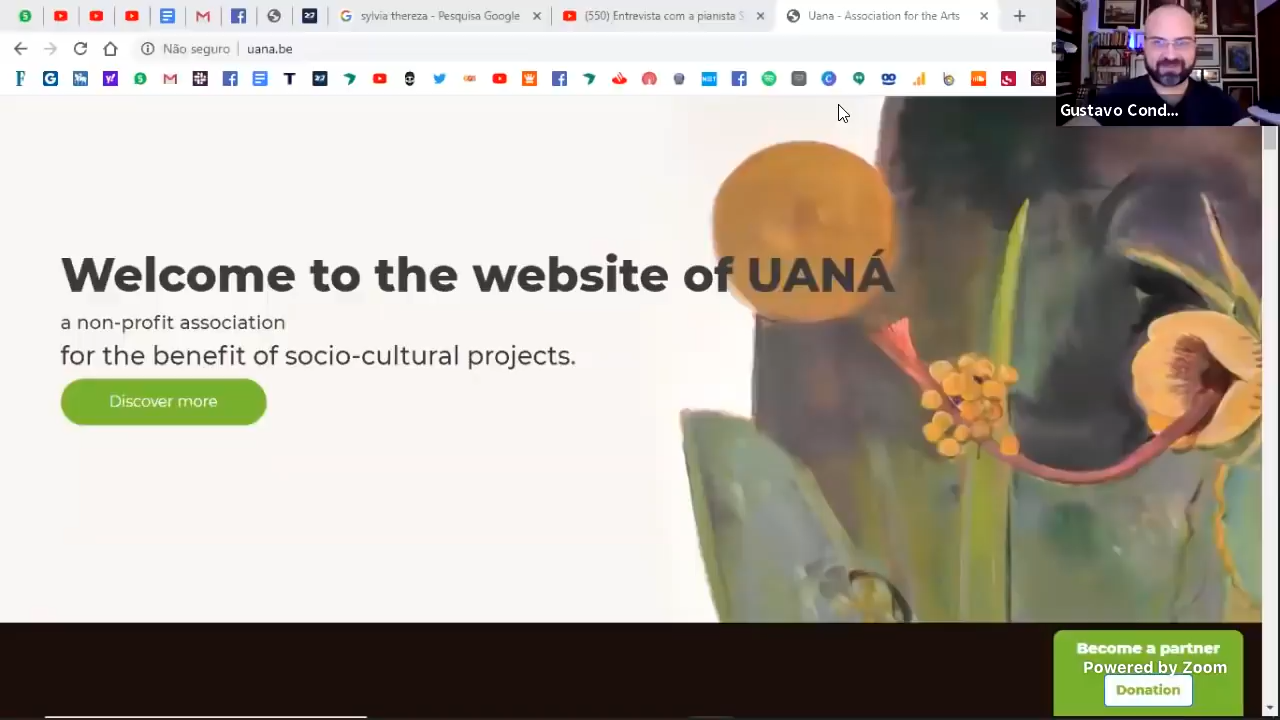 sylvia thereza - Pesquisa Google
(550) Entrevista com a pianista S
Uana - Association for the Arts
Não seguro
uana.be
Gustavo Cond...
Welcome to the website of UANÁ
a non-profit association
for the benefit of socio-cultural projects.
Discover more
Become a partner
Powered by Zoom
Donation